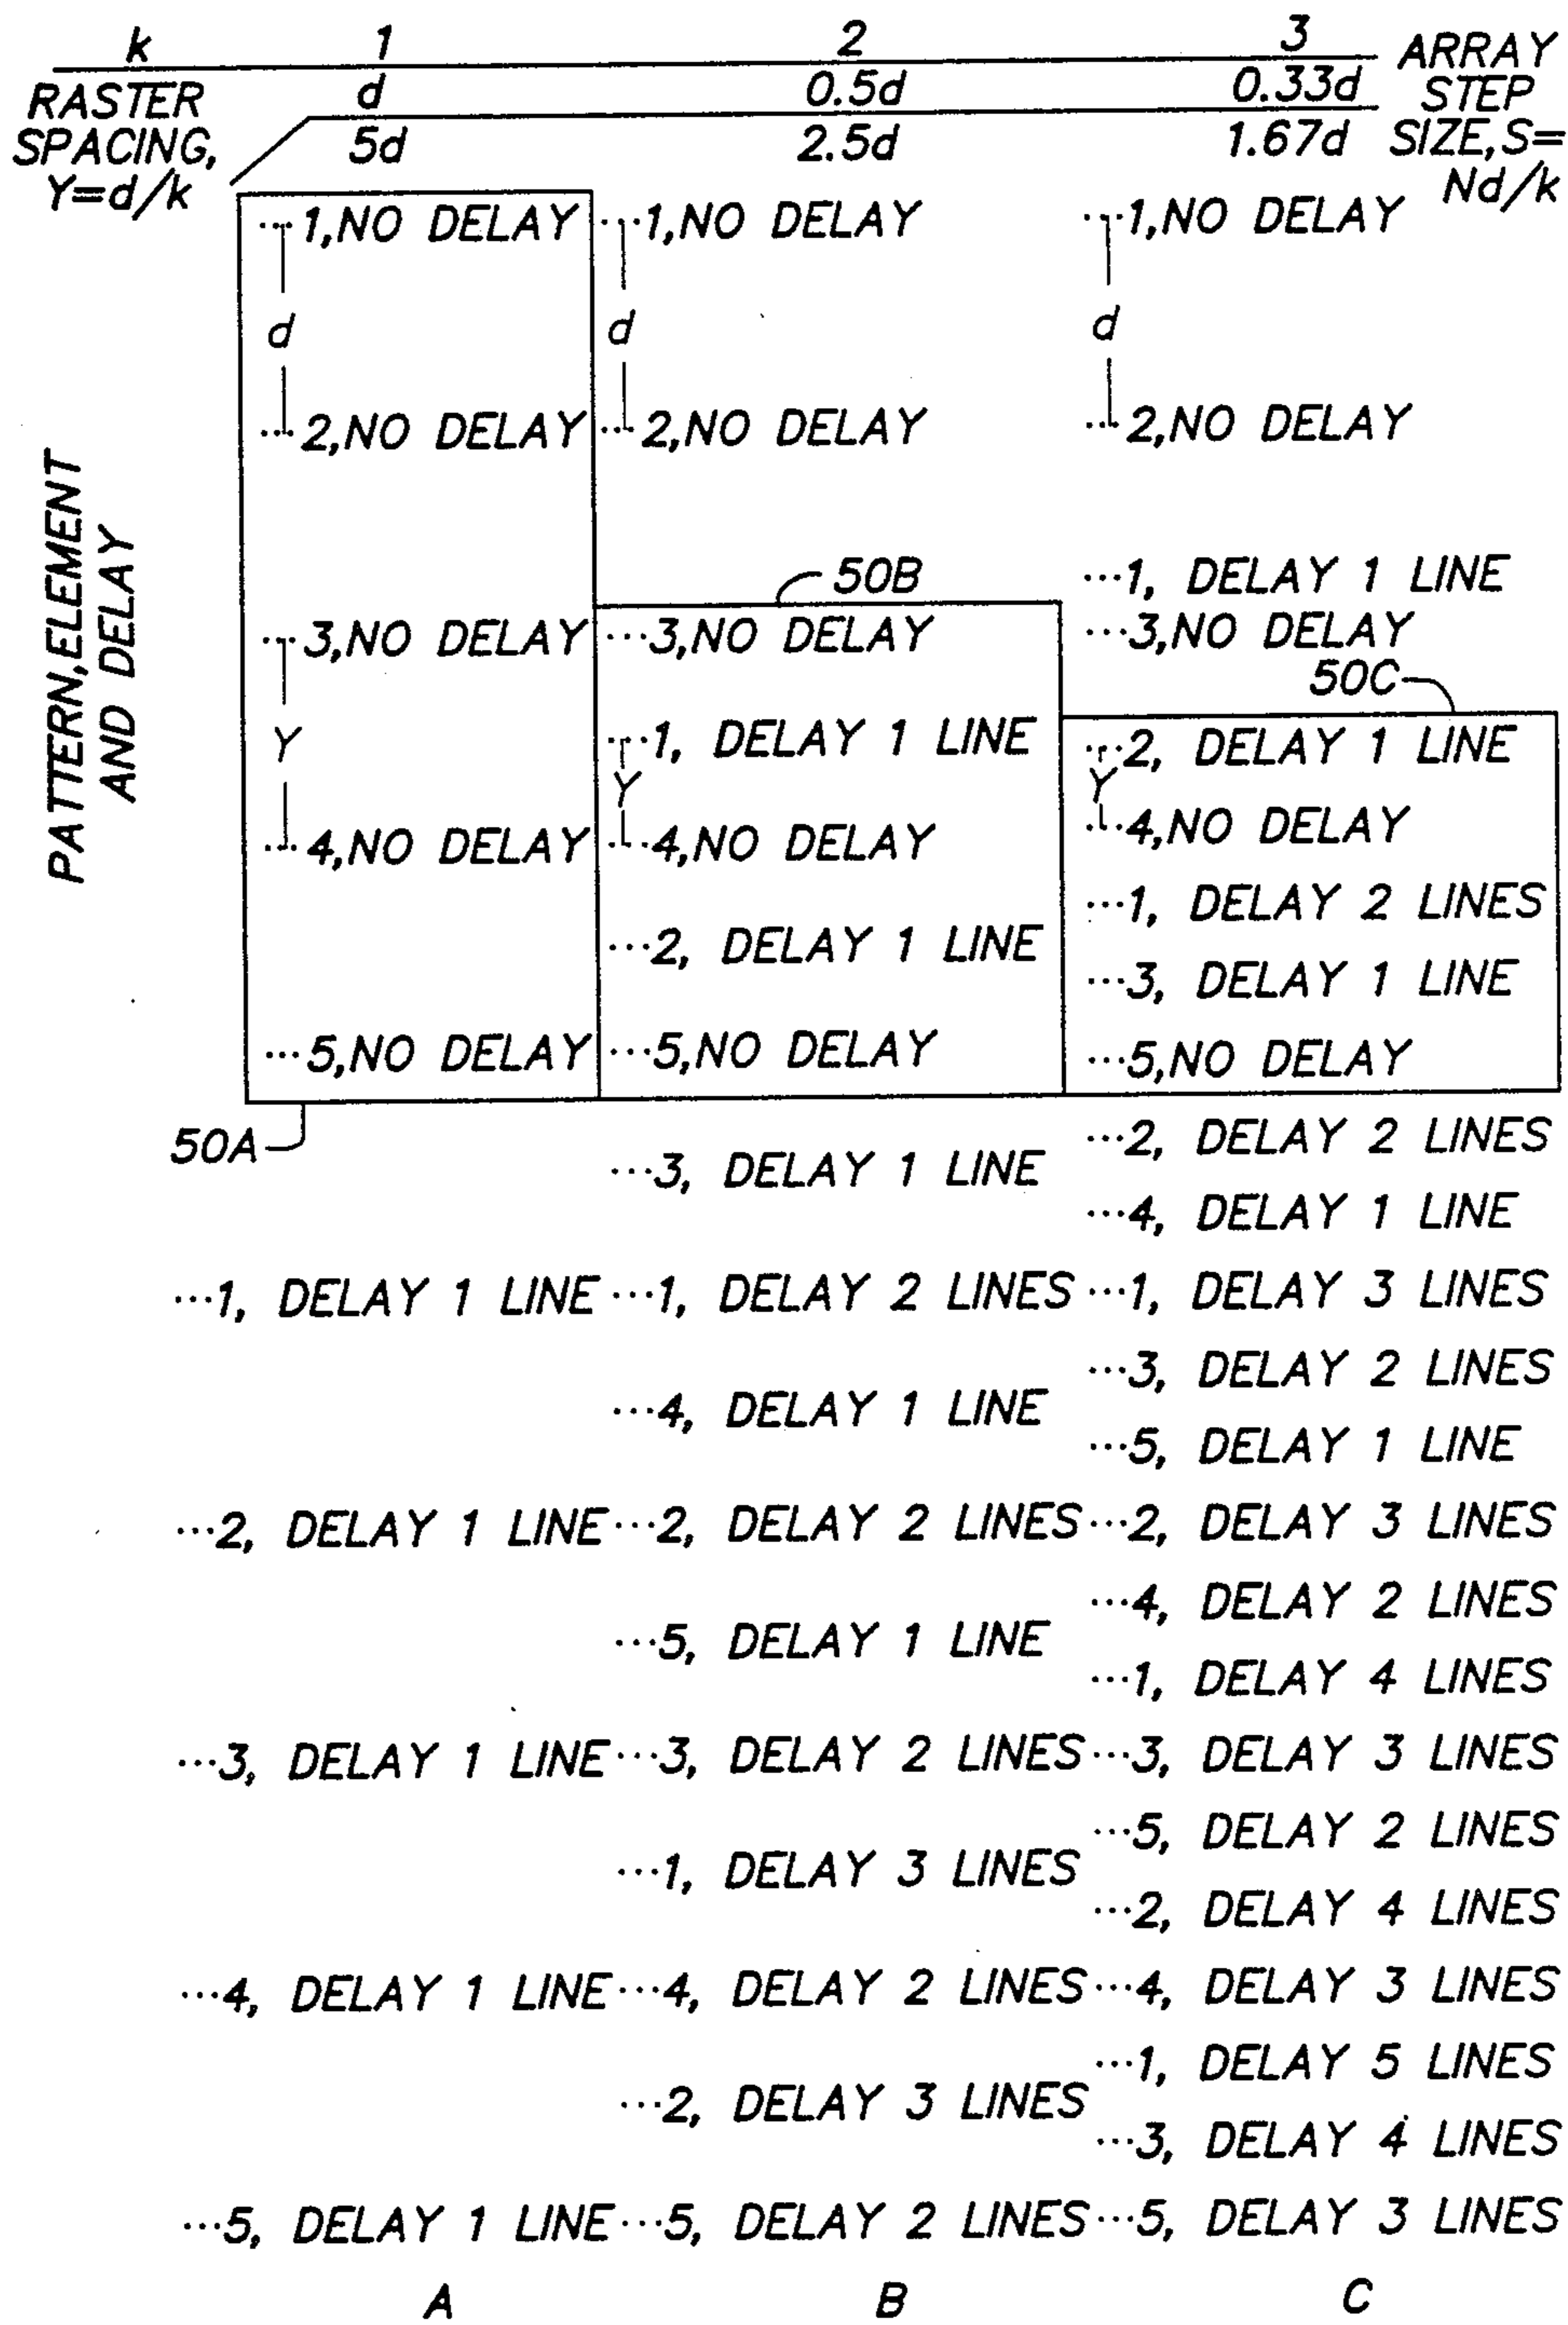 k 1 2 3 ARRAY
RASTER d 0.5d 0.33d STEP
SPACING, 5d 2.5d 1.67d SIZE,S=
Y=d/k Nd/k
PATTERN,ELEMENT
AND DELAY
···1,NO DELAY ···1,NO DELAY ···1,NO DELAY
d d d
···2,NO DELAY ···2,NO DELAY ···2,NO DELAY
50B ···1, DELAY 1 LINE
···3,NO DELAY ···3,NO DELAY ···3,NO DELAY
50C
Y ···1, DELAY 1 LINE ···2, DELAY 1 LINE
Y Y
···4,NO DELAY ···4,NO DELAY ···4,NO DELAY
···1, DELAY 2 LINES
···2, DELAY 1 LINE
···3, DELAY 1 LINE
···5,NO DELAY ···5,NO DELAY ···5,NO DELAY
50A ···2, DELAY 2 LINES
···3, DELAY 1 LINE
···4, DELAY 1 LINE
···1, DELAY 1 LINE ···1, DELAY 2 LINES ···1, DELAY 3 LINES
···3, DELAY 2 LINES
···4, DELAY 1 LINE
···5, DELAY 1 LINE
···2, DELAY 1 LINE ···2, DELAY 2 LINES ···2, DELAY 3 LINES
···4, DELAY 2 LINES
···5, DELAY 1 LINE
···1, DELAY 4 LINES
···3, DELAY 1 LINE ···3, DELAY 2 LINES ···3, DELAY 3 LINES
···5, DELAY 2 LINES
···1, DELAY 3 LINES
···2, DELAY 4 LINES
···4, DELAY 1 LINE ···4, DELAY 2 LINES ···4, DELAY 3 LINES
···1, DELAY 5 LINES
···2, DELAY 3 LINES
···3, DELAY 4 LINES
···5, DELAY 1 LINE ···5, DELAY 2 LINES ···5, DELAY 3 LINES
A B C